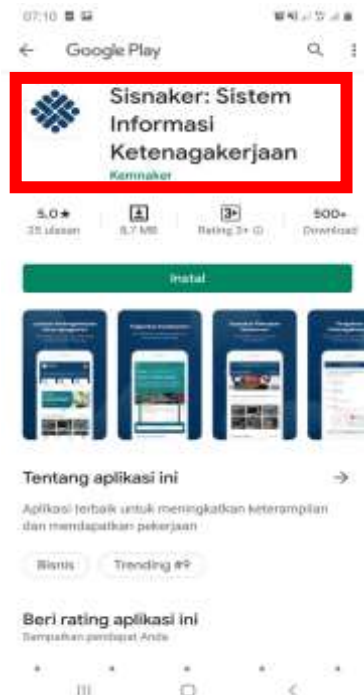 07:10
Google Play
Sisnaker: Sistem
Informasi
Ketenagakerjaan
Kemnaker
5.0★
25 ulasan
8,7 MB
3+
Rating 3+
500+
Download
Instal
Tentang aplikasi ini
Aplikasi terbaik untuk meningkatkan keterampilan
dan mendapatkan pekerjaan
Bisnis
Trending #9
Beri rating aplikasi ini
Sampaikan pendapat Anda